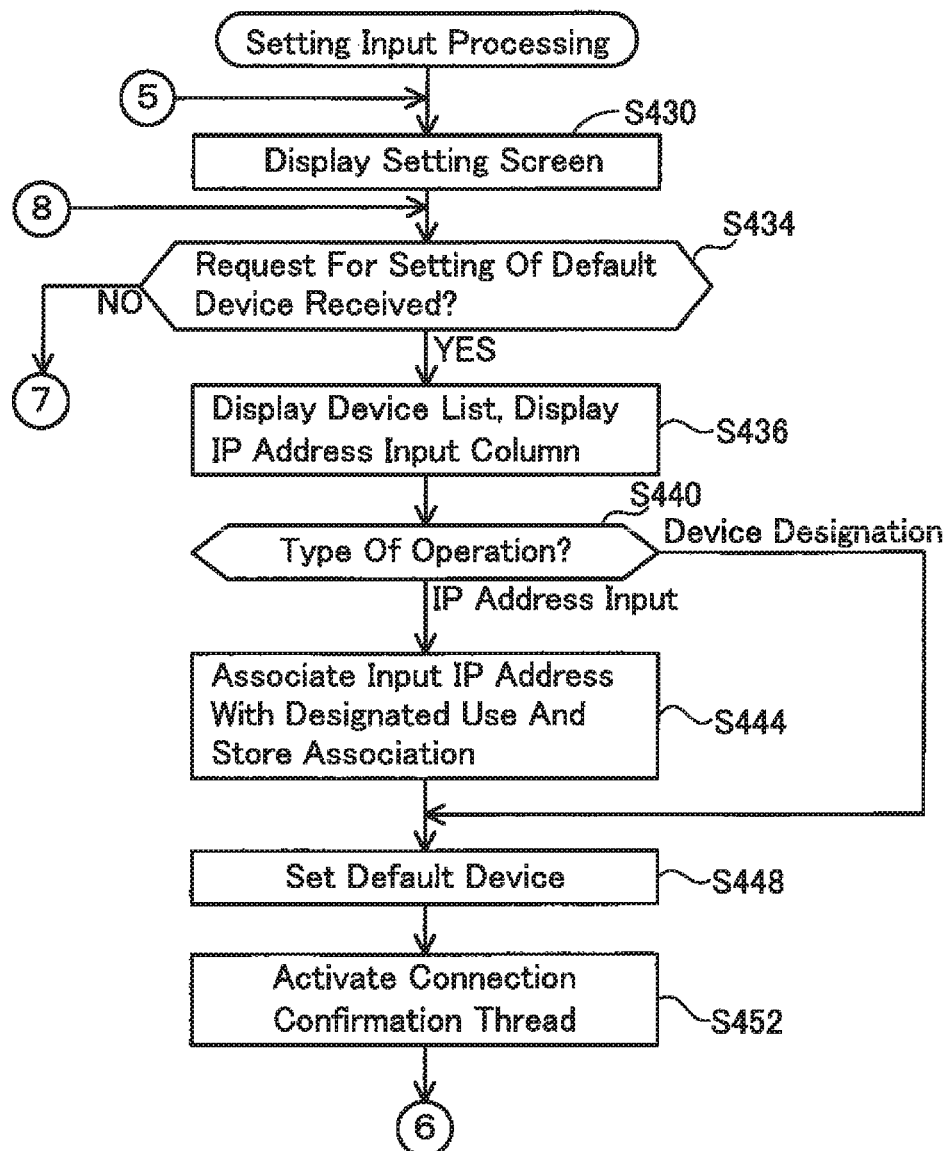 Setting Input Processing
5
S430
Display Setting Screen
8
S434
Request For Setting Of Default
Device Received?
NO
YES
7
Display Device List, Display
IP Address Input Column
S436
S440
Type Of Operation?
Device Designation
IP Address Input
Associate Input IP Address
With Designated Use And
Store Association
S444
Set Default Device
S448
Activate Connection
Confirmation Thread
S452
6